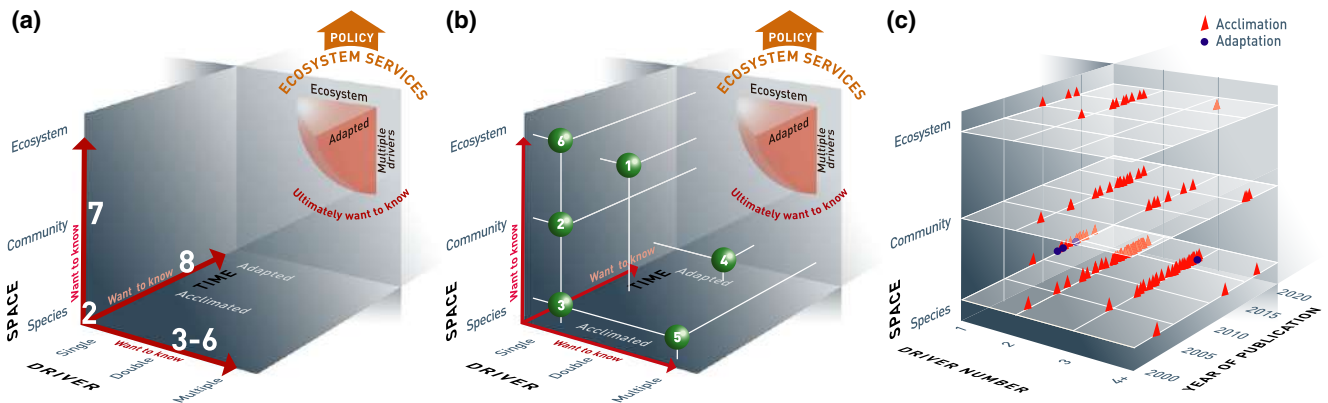 (a)
POLICY
ECOSYSTEM SERVICES
Ecosystem
Adapted
Multiple
drivers
Ultimately want to know
Ecosystem
Community
Species
SPACE
Want to know
7
2
Want to know
8
TIME
Adapted
Acclimated
3-6
Want to know
Single
Double
Multiple
DRIVER
(b)
POLICY
ECOSYSTEM SERVICES
Ecosystem
Adapted
Multiple
drivers
Ultimately want to know
Ecosystem
Community
Species
SPACE
Want to know
6
1
2
4
3
5
Want to know
TIME
Adapted
Acclimated
Want to know
Single
Double
Multiple
DRIVER
(c)
Acclimation
Adaptation
Ecosystem
Community
Species
SPACE
1
2
3
4+
DRIVER NUMBER
2000
2005
2010
2015
2020
YEAR OF PUBLICATION